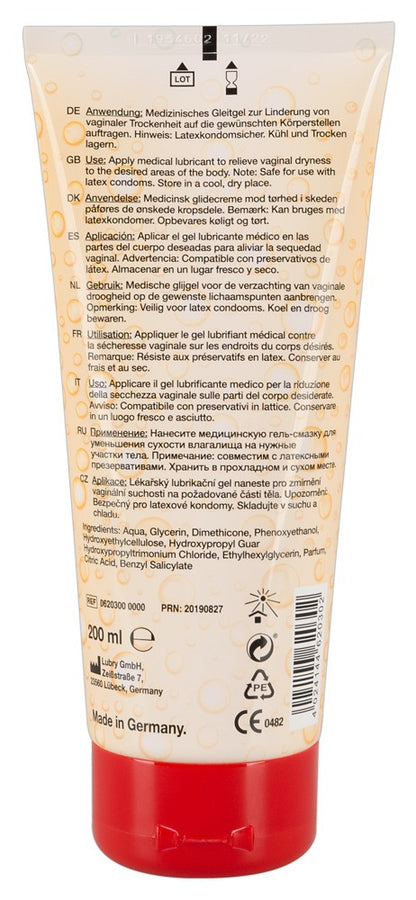 1954602 11/22
LOT
DE Anwendung: Medizinisches Gleitgel zur Linderung von
vaginaler Trockenheit auf die gewünschten Körperstellen
auftragen. Hinweis: Latexkondomsicher. Kühl und Trocken
lagern.
GB Use: Apply medical lubricant to relieve vaginal dryness
to the desired areas of the body. Note: Safe for use with
latex condoms. Store in a cool, dry place.
DK Anvendelse: Medicinsk glidecreme mod tørhed i skeden
påføres de ønskede kropsdele. Bemærk: Kan bruges med
latexkondomer. Opbevares køligt og tørt.
ES Aplicación: Aplicar el gel lubricante médico en las
partes del cuerpo deseadas para aliviar la sequedad
vaginal. Advertencia: Compatible con preservativos de
látex. Almacenar en un lugar fresco y seco.
NL Gebruik: Medische glijgel voor de verzachting van vaginale
droogheid op de gewenste lichaamspunten aanbrengen.
Opmerking: Veilig voor latex condooms. Koel en droog
bewaren.
FR Utilisation: Appliquer le gel lubrifiant médical contre
la sécheresse vaginale sur les endroits du corps désirés.
Remarque: Résiste aux préservatifs en latex. Conserver au
frais et au sec.
IT Uso: Applicare il gel lubrificante medico per la riduzione
della secchezza vaginale sulle parti del corpo desiderate.
Avviso: Compatibile con preservativi in lattice. Conservare
in un luogo fresco e asciutto.
RU Применение: Нанесите медицинскую гель-смазку для
уменьшения сухости влагалища на нужные
участки тела. Примечание: совместим с латексными
презервативами. Хранить в прохладном и сухом месте.
CZ Aplikace: Lékařský lubrikační gel naneste pro zmírnění
vaginální suchosti na požadované části těla. Upozornění:
Bezpečný pro latexové kondomy. Skladujte v suchu a
chladu.
Ingredients: Aqua, Glycerin, Dimethicone, Phenoxyethanol,
Hydroxyethylcellulose, Hydroxypropyl Guar
Hydroxypropyltrimonium Chloride, Ethylhexylglycerin, Parfum,
Citric Acid, Benzyl Salicylate
REF 0620300 0000 PRN: 20190827
200 ml e
Lubry GmbH,
Zeißstraße 7,
23560 Lübeck, Germany
Made in Germany.
PE
CE 0482
4 024144 620302